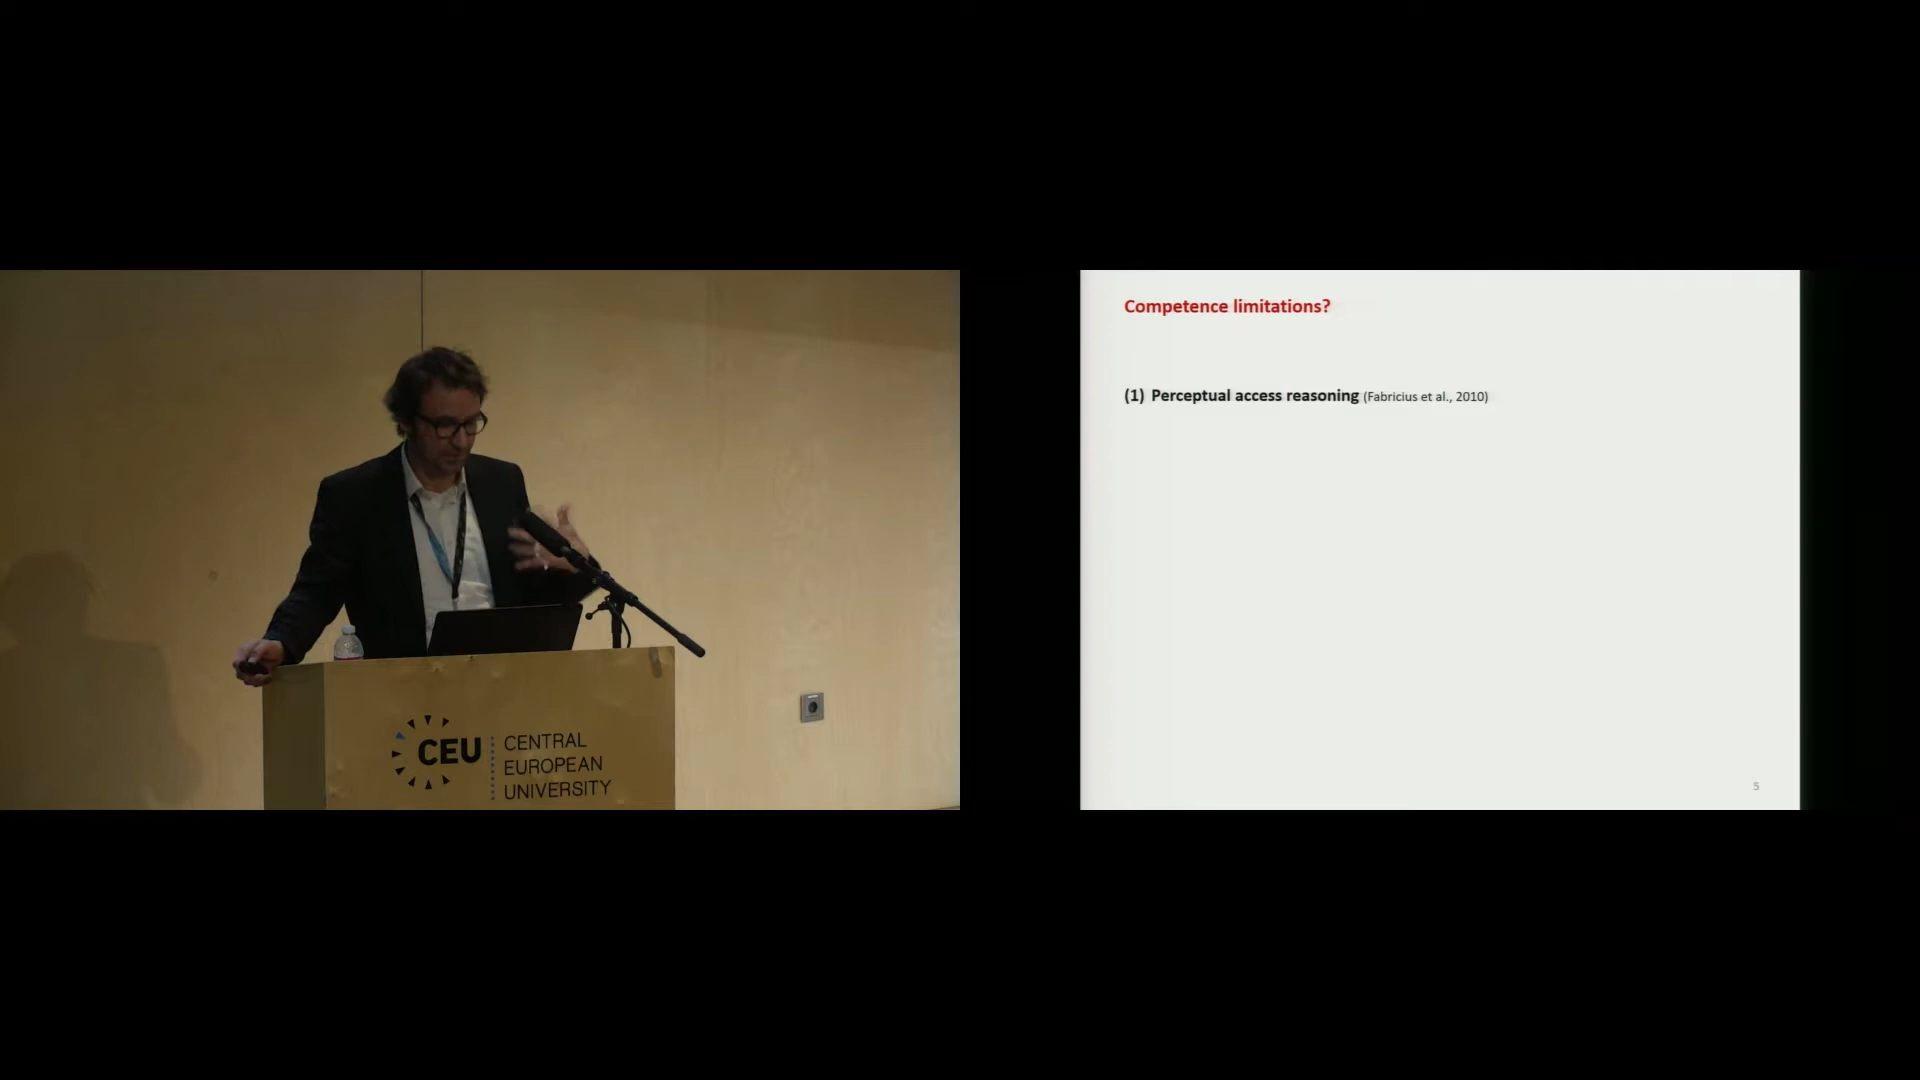 CEU
CENTRAL
EUROPEAN
UNIVERSITY
Competence limitations?
(1) Perceptual access reasoning (Fabricius et al., 2010)
5